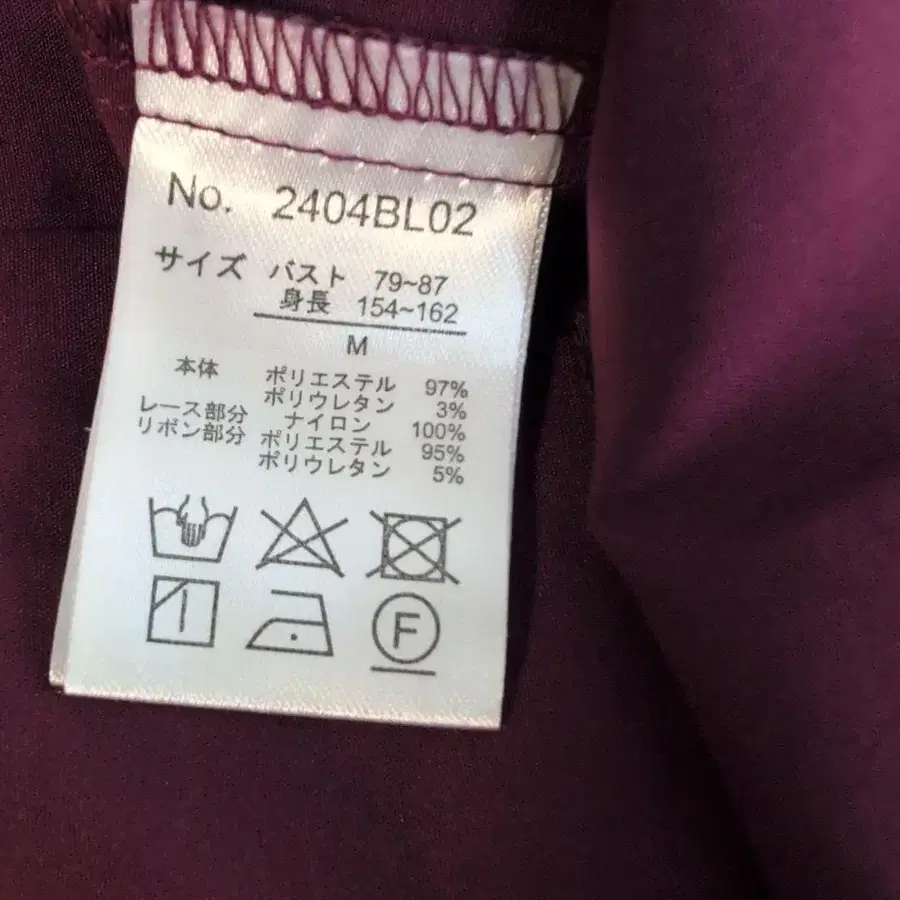 No. 2404BL02
サイズ バスト 79~87
身長 154~162
M
本体 ポリエステル 97%
ポリウレタン 3%
レース部分 ナイロン 100%
リボン部分 ポリエステル 95%
ポリウレタン 5%
F